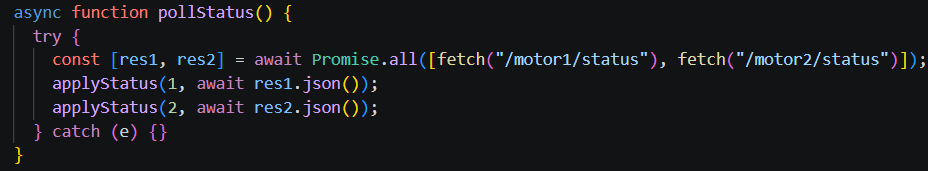 async function pollStatus() {
  try {
    const [res1, res2] = await Promise.all([fetch("/motor1/status"), fetch("/motor2/status")]);
    applyStatus(1, await res1.json());
    applyStatus(2, await res2.json());
  } catch (e) {}
}